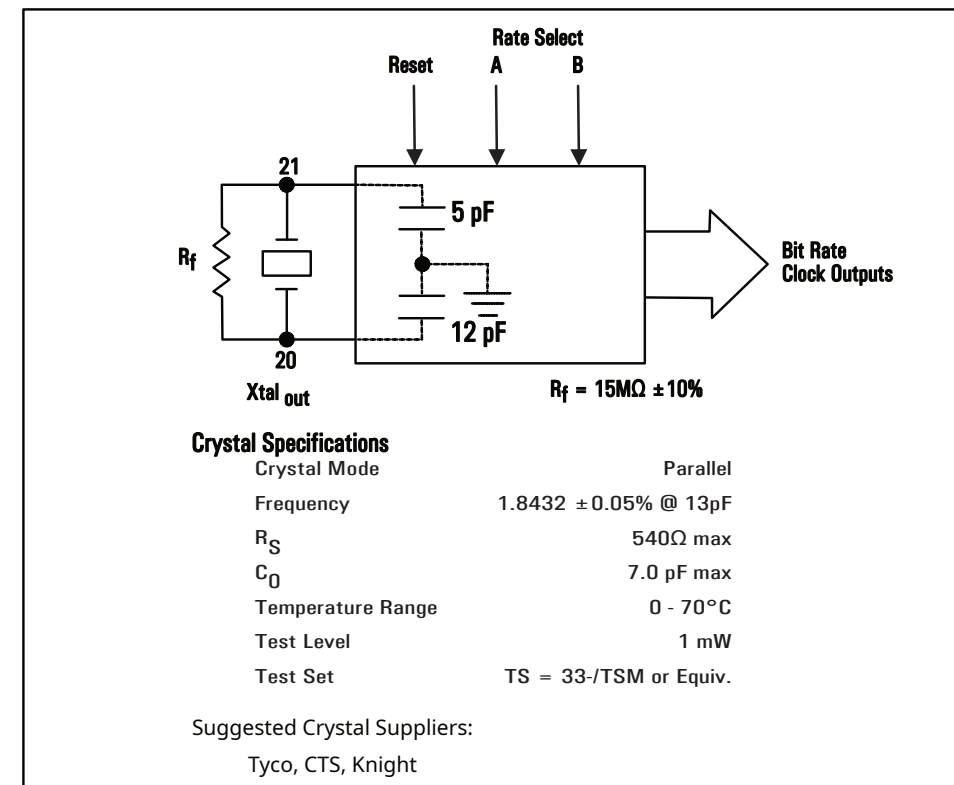 Rate Select
Reset A B
21
5 pF
Rf
Bit Rate
Clock Outputs
12 pF
20
Xtal out
Rf = 15MΩ ±10%
Crystal Specifications
Crystal Mode Parallel
Frequency 1.8432 ±0.05% @ 13pF
RS 540Ω max
C0 7.0 pF max
Temperature Range 0 - 70°C
Test Level 1 mW
Test Set TS = 33-/TSM or Equiv.
Suggested Crystal Suppliers:
Tyco, CTS, Knight